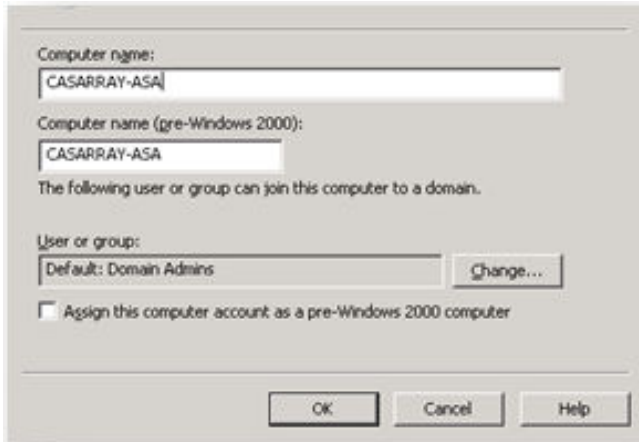 Computer name:
CASARRAY-ASA
Computer name (pre-Windows 2000):
CASARRAY-ASA
The following user or group can join this computer to a domain.
User or group:
Default: Domain Admins
Change...
Assign this computer account as a pre-Windows 2000 computer
OK Cancel Help